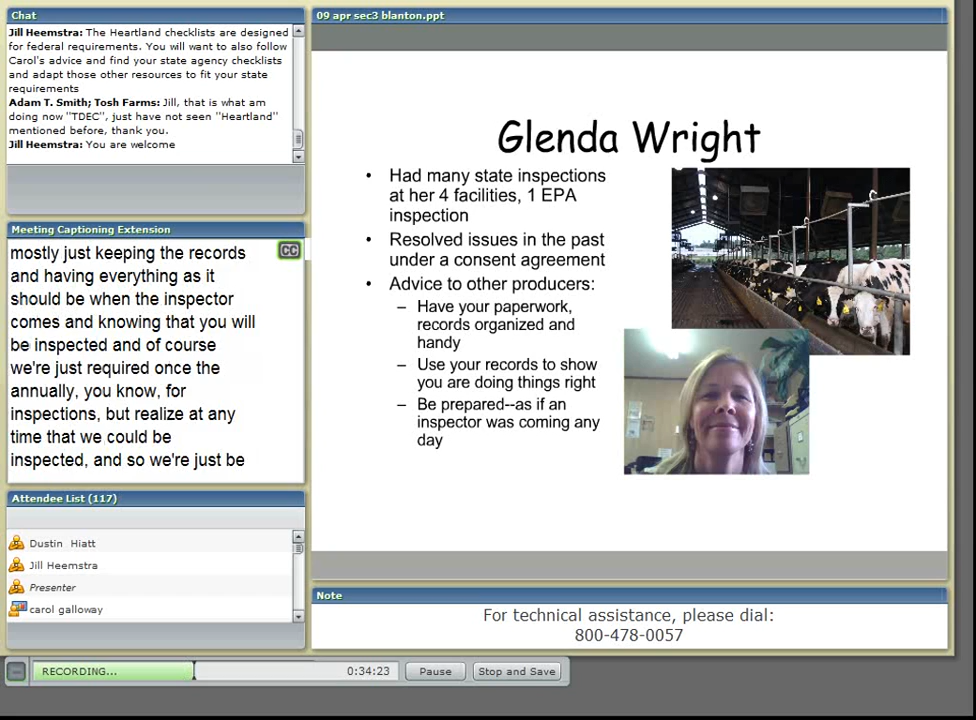 Chat
Jill Heemstra: The Heartland checklists are designed
for federal requirements. You will want to also follow
Carol's advice and find your state agency checklists
and adapt those other resources to fit your state
requirements
Adam T. Smith; Tosh Farms: Jill, that is what am
doing now "TDEC", just have not seen "Heartland"
mentioned before, thank you.
Jill Heemstra: You are welcome
Meeting Captioning Extension
mostly just keeping the records
and having everything as it
should be when the inspector
comes and knowing that you will
be inspected and of course
we're just required once the
annually, you know, for
inspections, but realize at any
time that we could be
inspected, and so we're just be
CC
Attendee List (117)
Dustin Hiatt
Jill Heemstra
Presenter
carol galloway
09 apr sec3 blanton.ppt
Glenda Wright
• Had many state inspections
at her 4 facilities, 1 EPA
inspection
• Resolved issues in the past
under a consent agreement
• Advice to other producers:
– Have your paperwork,
records organized and
handy
– Use your records to show
you are doing things right
– Be prepared--as if an
inspector was coming any
day
Note
For technical assistance, please dial:
800-478-0057
RECORDING... 0:34:23 Pause Stop and Save